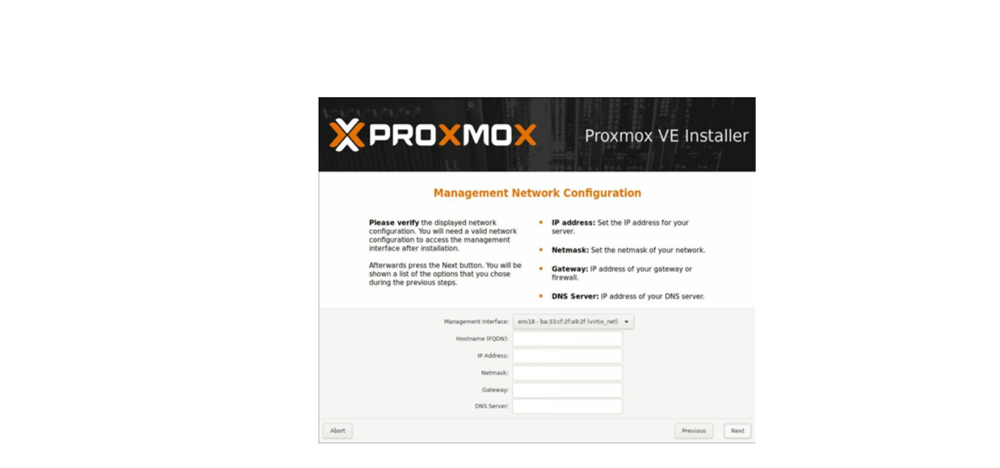 PROXMOX
Proxmox VE Installer
Management Network Configuration
Please verify the displayed network
configuration. You will need a valid network
configuration to access the management
interface after installation.
Afterwards press the Next button. You will be
shown a list of the options that you chose
during the previous steps.
• IP address: Set the IP address for your
server.
• Netmask: Set the netmask of your network.
• Gateway: IP address of your gateway or
firewall.
• DNS Server: IP address of your DNS server.
Management Interface: ens18 - ba:33:cf:2f:a9:2f (virtio_net)
Hostname (FQDN):
IP Address:
Netmask:
Gateway:
DNS Server:
Abort Previous Next